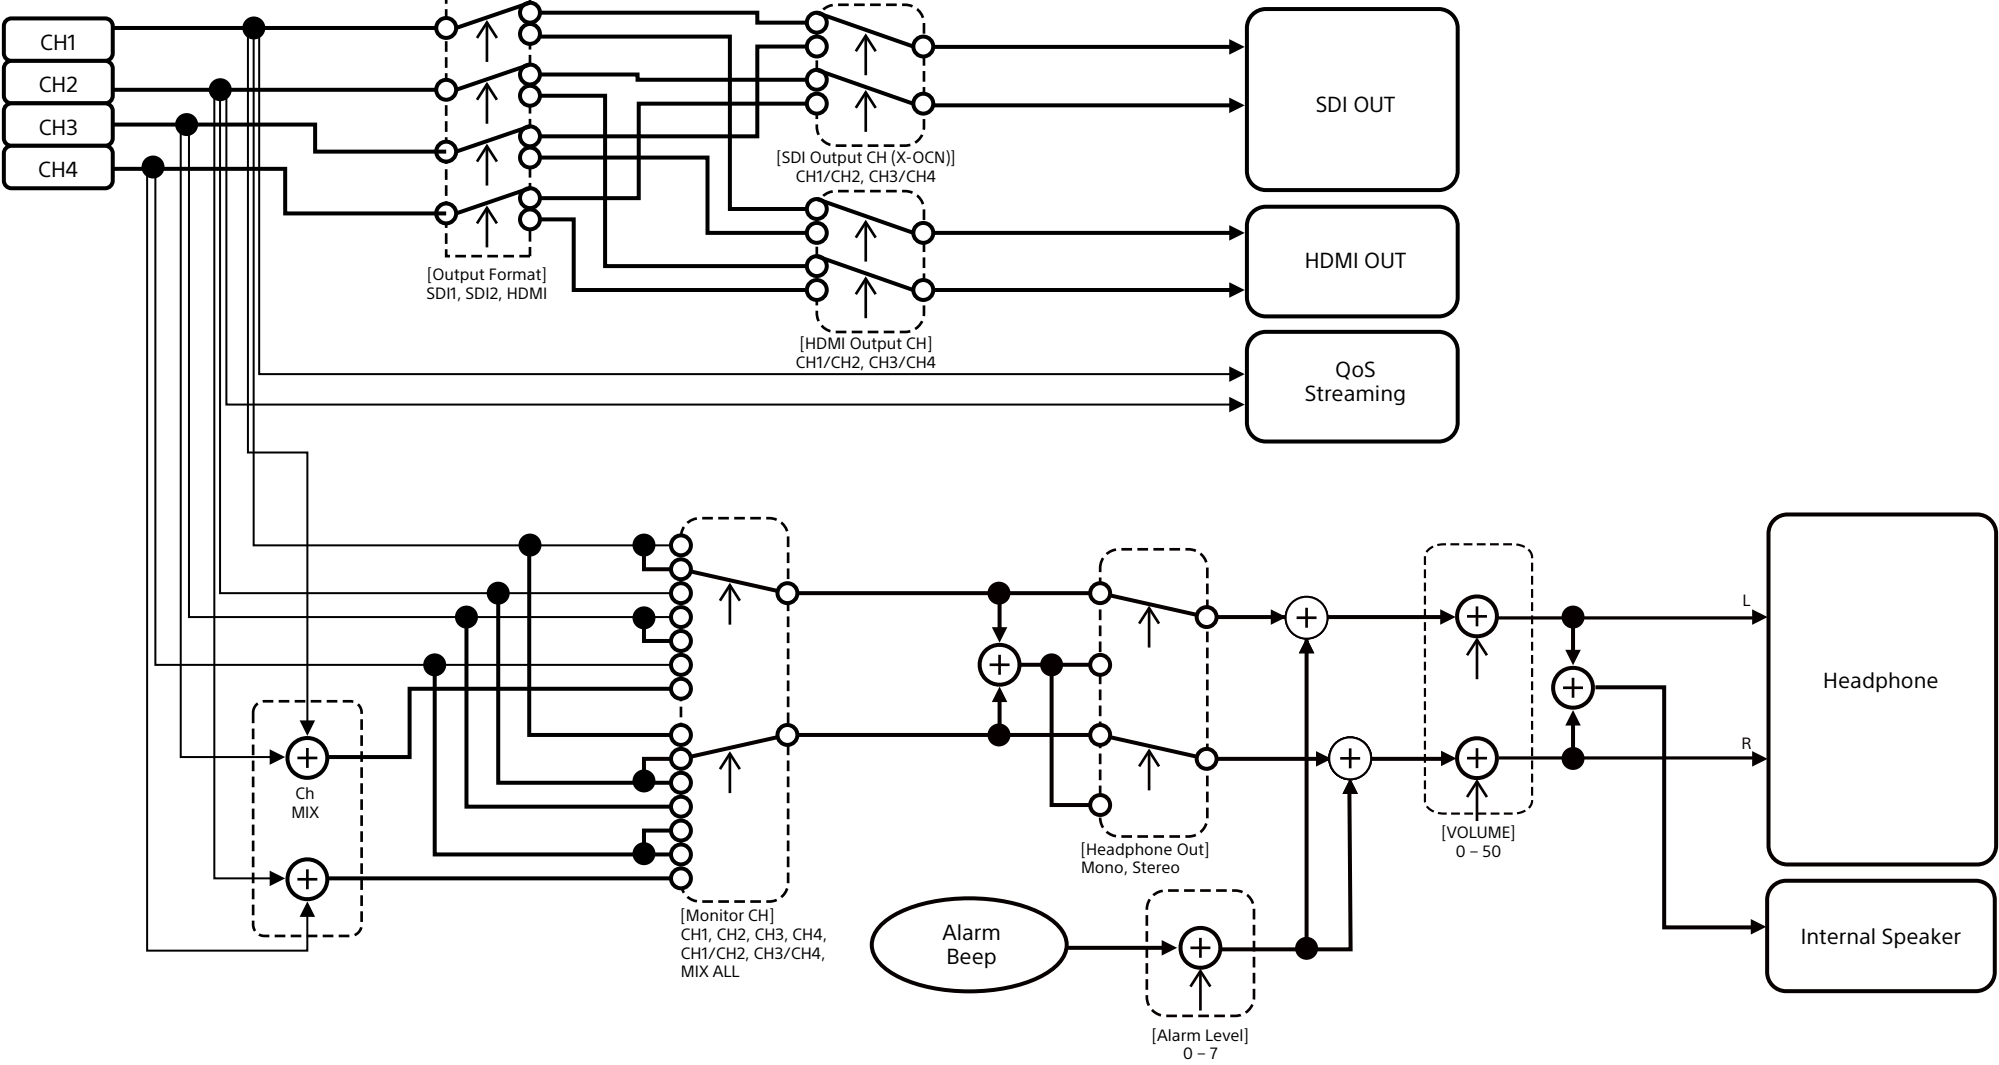 CH1
CH2
CH3
CH4
[Output Format]
SDI1, SDI2, HDMI
[SDI Output CH (X-OCN)]
CH1/CH2, CH3/CH4
[HDMI Output CH]
CH1/CH2, CH3/CH4
SDI OUT
HDMI OUT
QoS
Streaming
Ch
MIX
[Monitor CH]
CH1, CH2, CH3, CH4,
CH1/CH2, CH3/CH4,
MIX ALL
[Headphone Out]
Mono, Stereo
Alarm
Beep
[Alarm Level]
0 – 7
[VOLUME]
0 – 50
L
R
Headphone
Internal Speaker